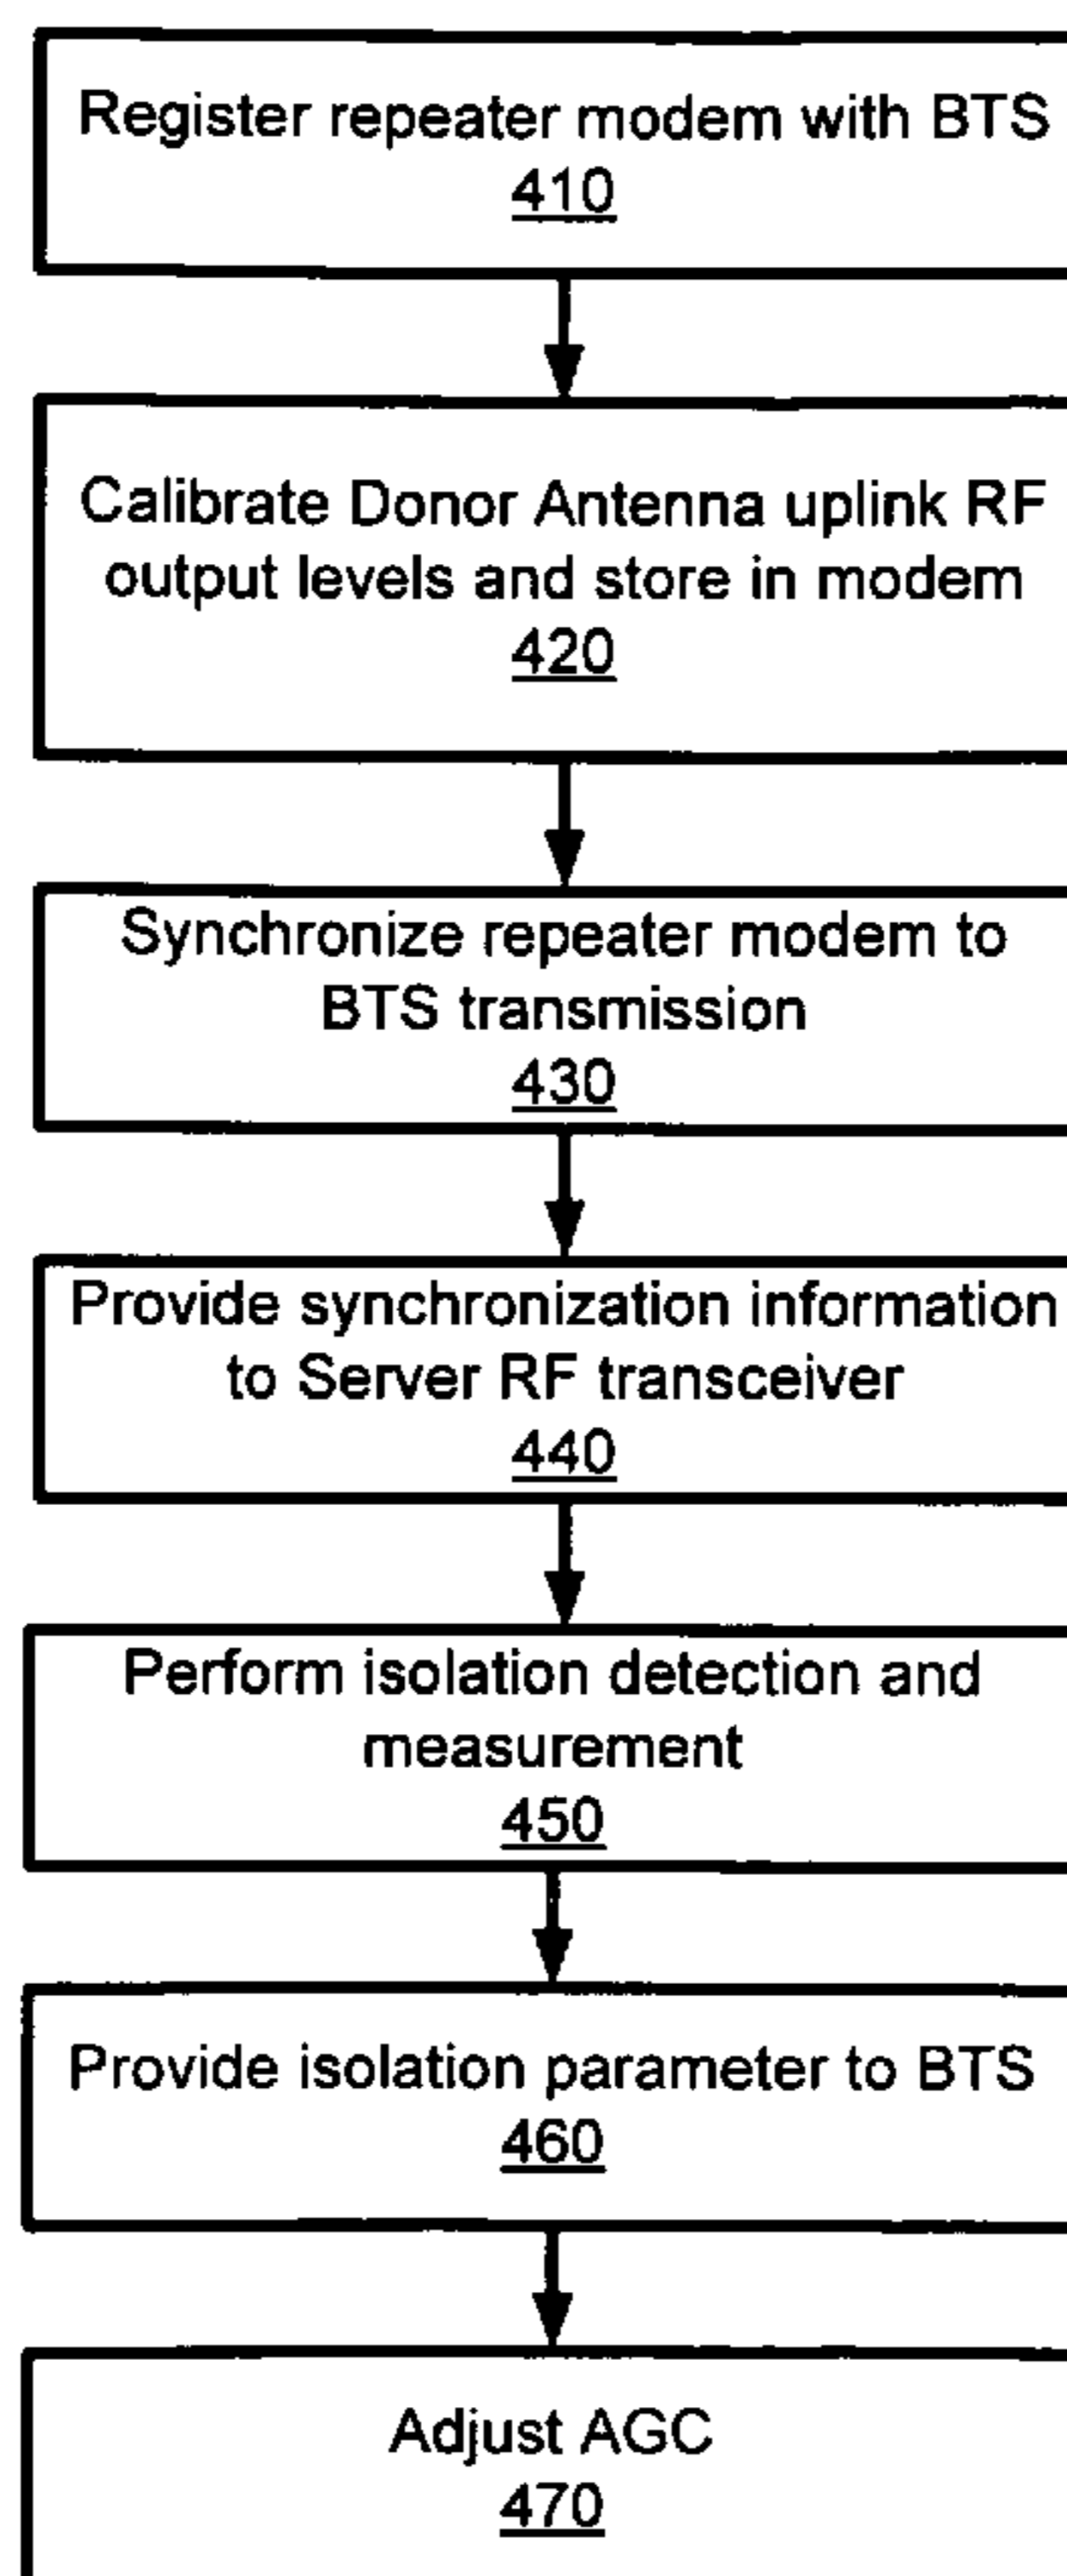 Register repeater modem with BTS
410
Calibrate Donor Antenna uplink RF
output levels and store in modem
420
Synchronize repeater modem to
BTS transmission
430
Provide synchronization information
to Server RF transceiver
440
Perform isolation detection and
measurement
450
Provide isolation parameter to BTS
460
Adjust AGC
470